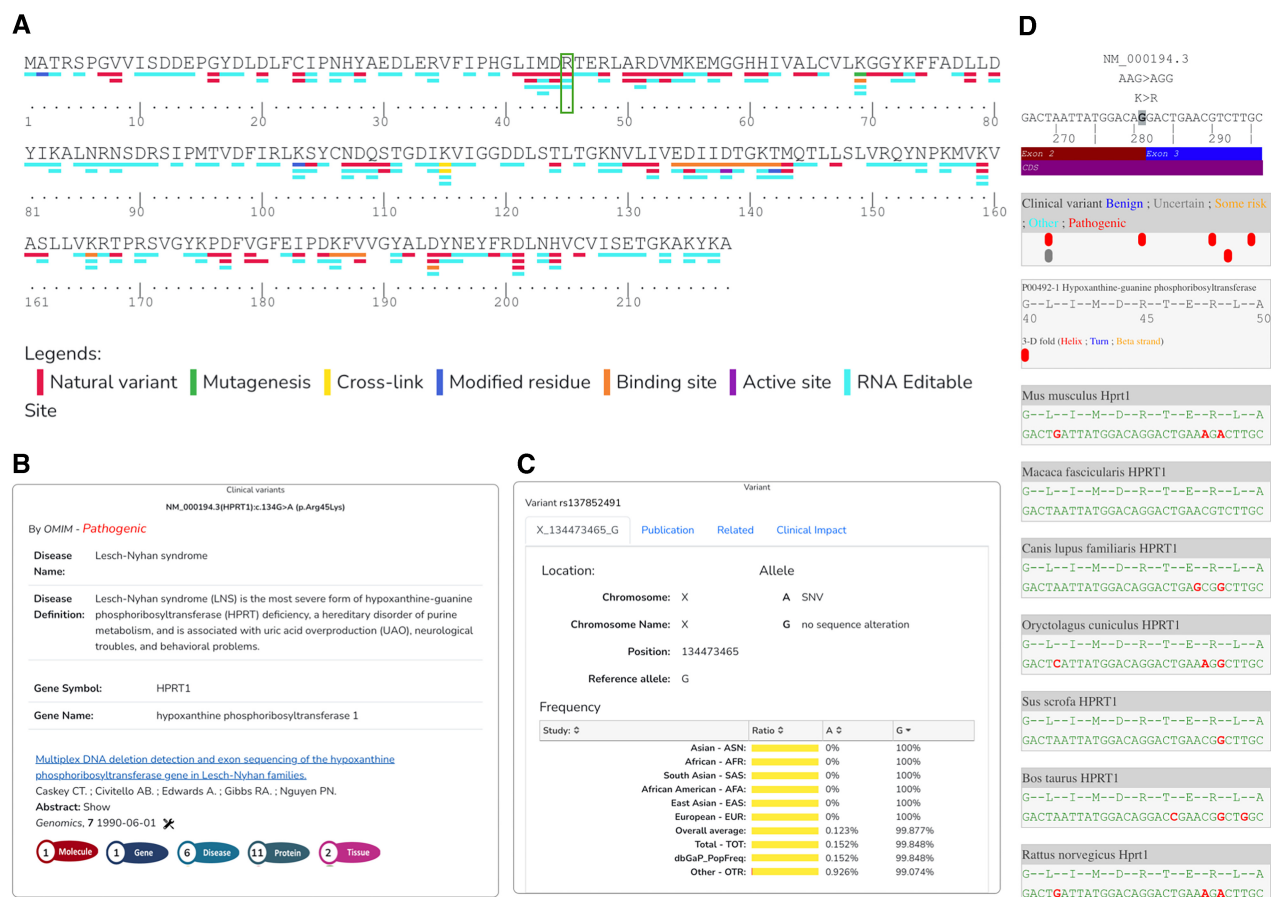 A
MATRSPGVVISDDEPGYDLDLFCIPNHYAEDLERVFIPHGLIMDRTERLARDVMKEMGGHHIVALCVLKGGYKFFADLLD
1 10 20 30 40 50 60 70 80
YIKALNRNSDRSIPMTVDFIRLKSYCNDQSTGDIKVIGGDDLSTLTGKNVLIVEDIIDTGKTMQTLLSLVRQYNPKMVKV
81 90 100 110 120 130 140 150 160
ASLLVKRTPRSVGYKPDFVGFEIPDKFVVGYALDYNEYFRDLNHVCVISETGKAKYKA
161 170 180 190 200 210
Legends:
Natural variant Mutagenesis Cross-link Modified residue Binding site Active site RNA Editable
Site
B
Clinical variants
NM_000194.3(HPRT1):c.134G>A (p.Arg45Lys)
By OMIM - Pathogenic
Disease Name: Lesch-Nyhan syndrome
Disease Definition: Lesch-Nyhan syndrome (LNS) is the most severe form of hypoxanthine-guanine
phosphoribosyltransferase (HPRT) deficiency, a hereditary disorder of purine
metabolism, and is associated with uric acid overproduction (UAO), neurological
troubles, and behavioral problems.
Gene Symbol: HPRT1
Gene Name: hypoxanthine phosphoribosyltransferase 1
Multiplex DNA deletion detection and exon sequencing of the hypoxanthine
phosphoribosyltransferase gene in Lesch-Nyhan families.
Caskey CT. ; Civitello AB. ; Edwards A. ; Gibbs RA. ; Nguyen PN.
Abstract: Show
Genomics, 7 1990-06-01
1 Molecule 1 Gene 6 Disease 11 Protein 2 Tissue
C
Variant
Variant rs137852491
X_134473465_G Publication Related Clinical Impact
Location: Allele
Chromosome: X A SNV
Chromosome Name: X G no sequence alteration
Position: 134473465
Reference allele: G
Frequency
Study: Ratio A G
Asian - ASN: 0% 100%
African - AFR: 0% 100%
South Asian - SAS: 0% 100%
African American - AFA: 0% 100%
East Asian - EAS: 0% 100%
European - EUR: 0% 100%
Overall average: 0.123% 99.877%
Total - TOT: 0.152% 99.848%
dbGaP_PopFreq: 0.152% 99.848%
Other - OTR: 0.926% 99.074%
D
NM_000194.3
AAG>AGG
K>R
GACTAATTATGGACAGGACTGAACGTCTTGC
270 280 290
Exon 2 Exon 3
CDS
Clinical variant Benign ; Uncertain ; Some risk
; Other ; Pathogenic
P00492-1 Hypoxanthine-guanine phosphoribosyltransferase
G--L--I--M--D--R--T--E--R--L--A
40 45 50
3-D fold (Helix ; Turn ; Beta strand)
Mus musculus Hprt1
G--L--I--M--D--R--T--E--R--L--A
GACTGATTATGGACAGGACTGAAAGACTTGC
Macaca fascicularis HPRT1
G--L--I--M--D--R--T--E--R--L--A
GACTAATTATGGACAGGACTGAACGTCTTGC
Canis lupus familiaris HPRT1
G--L--I--M--D--R--T--E--R--L--A
GACTAATTATGGACAGGACTGAGCGGCTTGC
Oryctolagus cuniculus HPRT1
G--L--I--M--D--R--T--E--R--L--A
GACTCATTATGGACAGGACTGAAAGGCTTGC
Sus scrofa HPRT1
G--L--I--M--D--R--T--E--R--L--A
GACTAATTATGGACAGGACTGAACGGCTTGC
Bos taurus HPRT1
G--L--I--M--D--R--T--E--R--L--A
GACTAATTATGGACAGGACCGAACGGCTGGC
Rattus norvegicus Hprt1
G--L--I--M--D--R--T--E--R--L--A
GACTGATTATGGACAGGACTGAAAGACTTGC